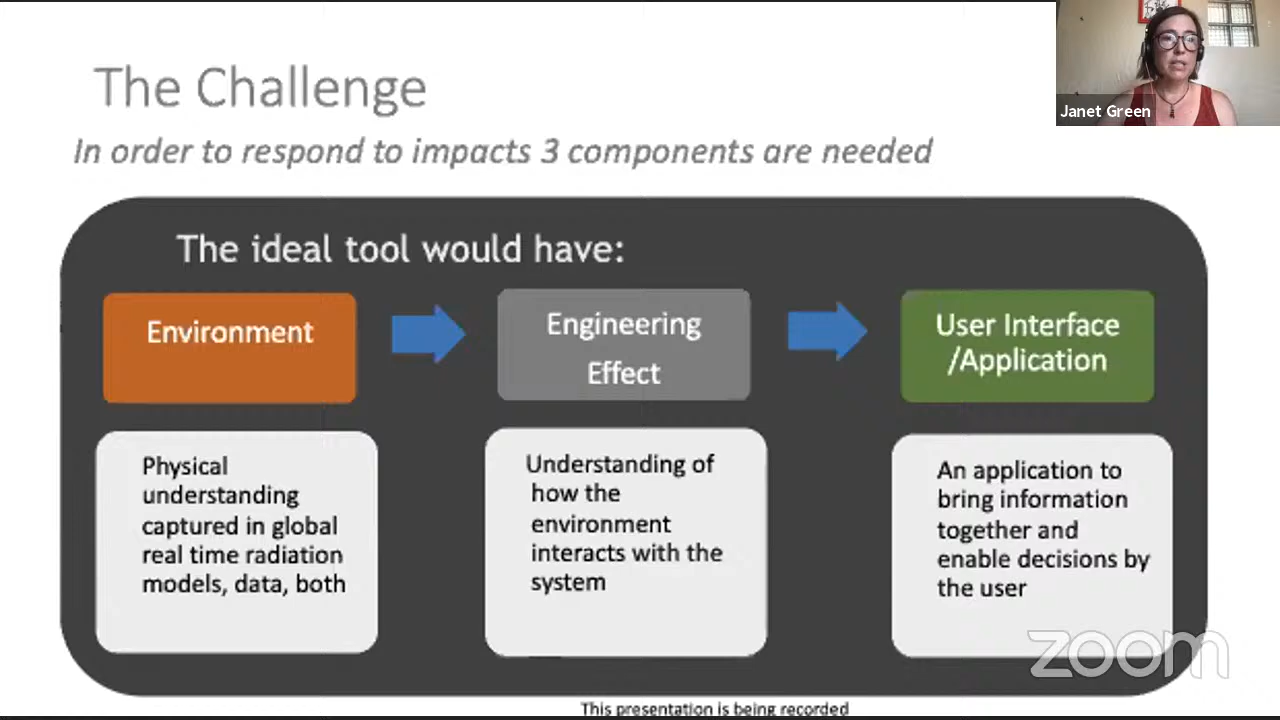 The Challenge
In order to respond to impacts 3 components are needed
Janet Green
The ideal tool would have:
Environment
Engineering
Effect
User Interface
/Application
Physical
understanding
captured in global
real time radiation
models, data, both
Understanding of
how the
environment
interacts with the
system
An application to
bring information
together and
enable decisions by
the user
zoom
This presentation is being recorded